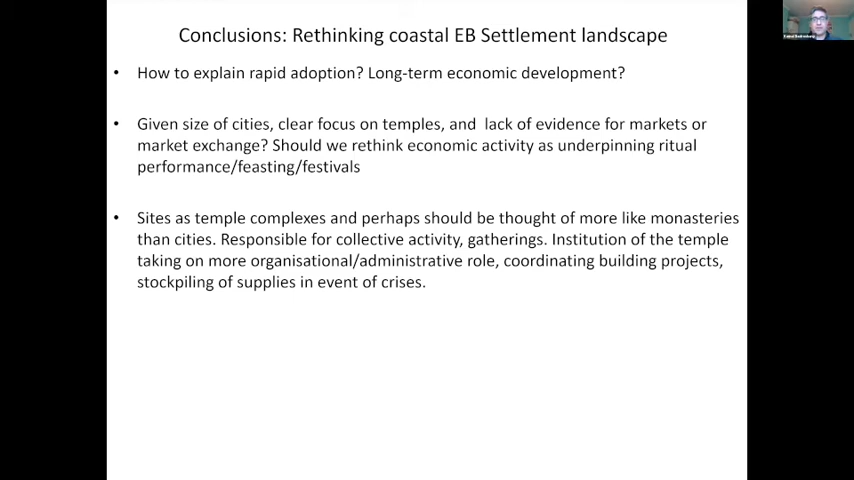 Conclusions: Rethinking coastal EB Settlement landscape
• How to explain rapid adoption? Long-term economic development?
• Given size of cities, clear focus on temples, and lack of evidence for markets or
market exchange? Should we rethink economic activity as underpinning ritual
performance/feasting/festivals
• Sites as temple complexes and perhaps should be thought of more like monasteries
than cities. Responsible for collective activity, gatherings. Institution of the temple
taking on more organisational/administrative role, coordinating building projects,
stockpiling of supplies in event of crises.